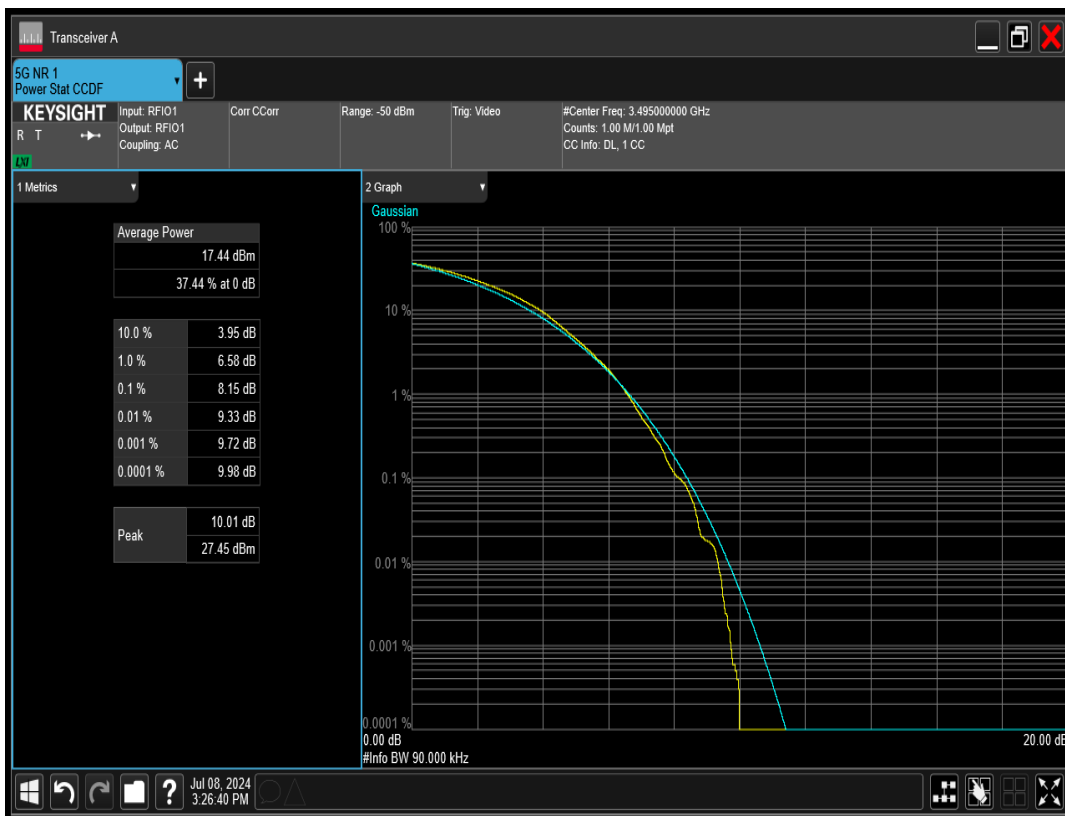 Transceiver A
5G NR 1
Power Stat CCDF
+
KEYSIGHT
R T
LXI
Input: RFIO1
Output: RFIO1
Coupling: AC
Corr CCorr
Range: -50 dBm
Trig: Video
#Center Freq: 3.495000000 GHz
Counts: 1.00 M/1.00 Mpt
CC Info: DL, 1 CC
1 Metrics
Average Power
17.44 dBm
37.44 % at 0 dB
10.0 % 3.95 dB
1.0 % 6.58 dB
0.1 % 8.15 dB
0.01 % 9.33 dB
0.001 % 9.72 dB
0.0001 % 9.98 dB
Peak
10.01 dB
27.45 dBm
2 Graph
Gaussian
100 %
10 %
1 %
0.1 %
0.01 %
0.001 %
0.0001 %
0.00 dB 20.00 dB
#Info BW 90.000 kHz
?
Jul 08, 2024
3:26:40 PM